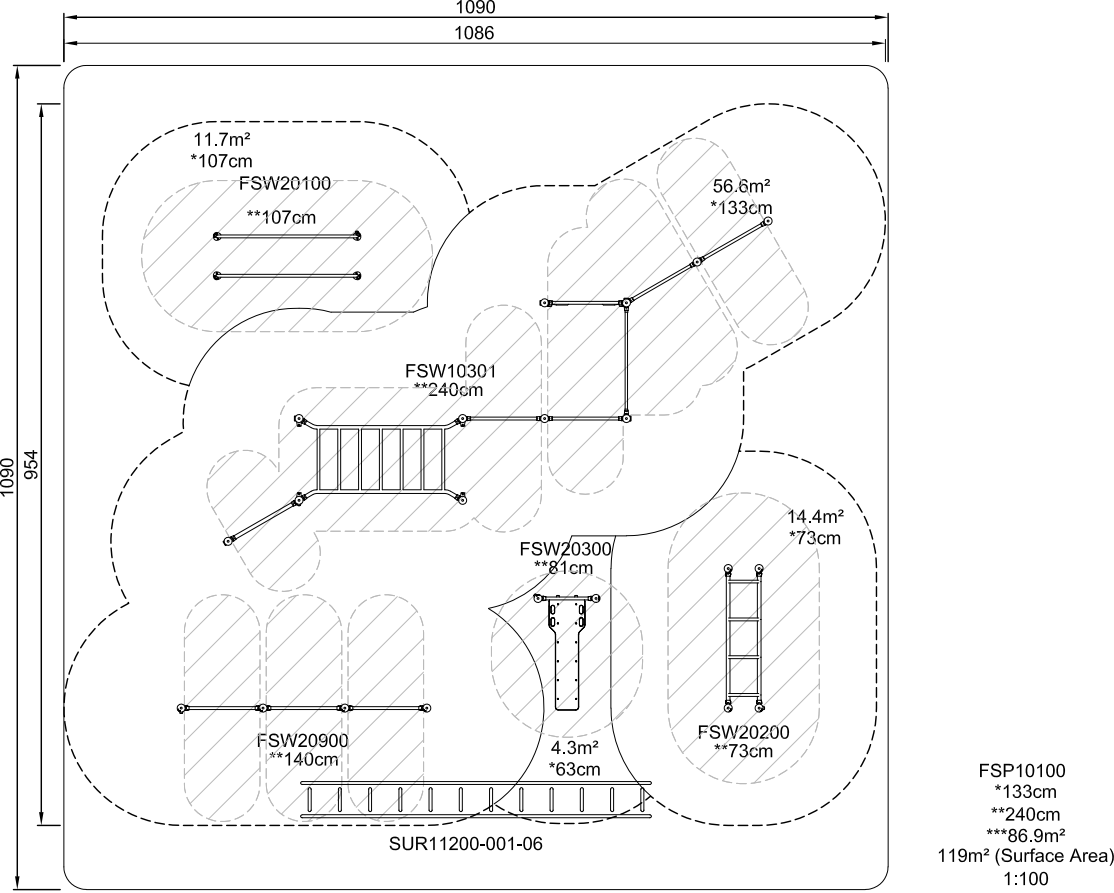 1090
1086
11.7m²
*107cm
FSW20100
**107cm
56.6m²
*133cm
FSW10301
**240cm
1090
954
14.4m²
*73cm
FSW20300
**81cm
FSW20200
**73cm
FSW20900
**140cm
4.3m²
*63cm
SUR11200-001-06
FSP10100
*133cm
**240cm
***86.9m²
119m² (Surface Area)
1:100